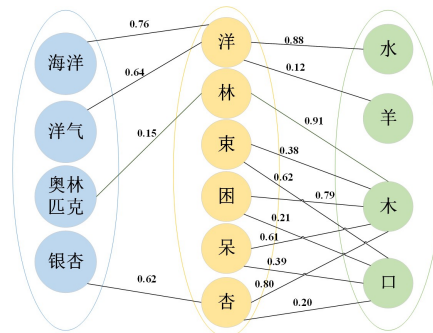 海洋
洋气
奥林
匹克
银杏
0.76
0.64
0.15
0.62
洋
林
束
困
呆
杏
0.88
0.12
0.91
0.38
0.62
0.79
0.21
0.61
0.39
0.80
0.20
水
羊
木
口